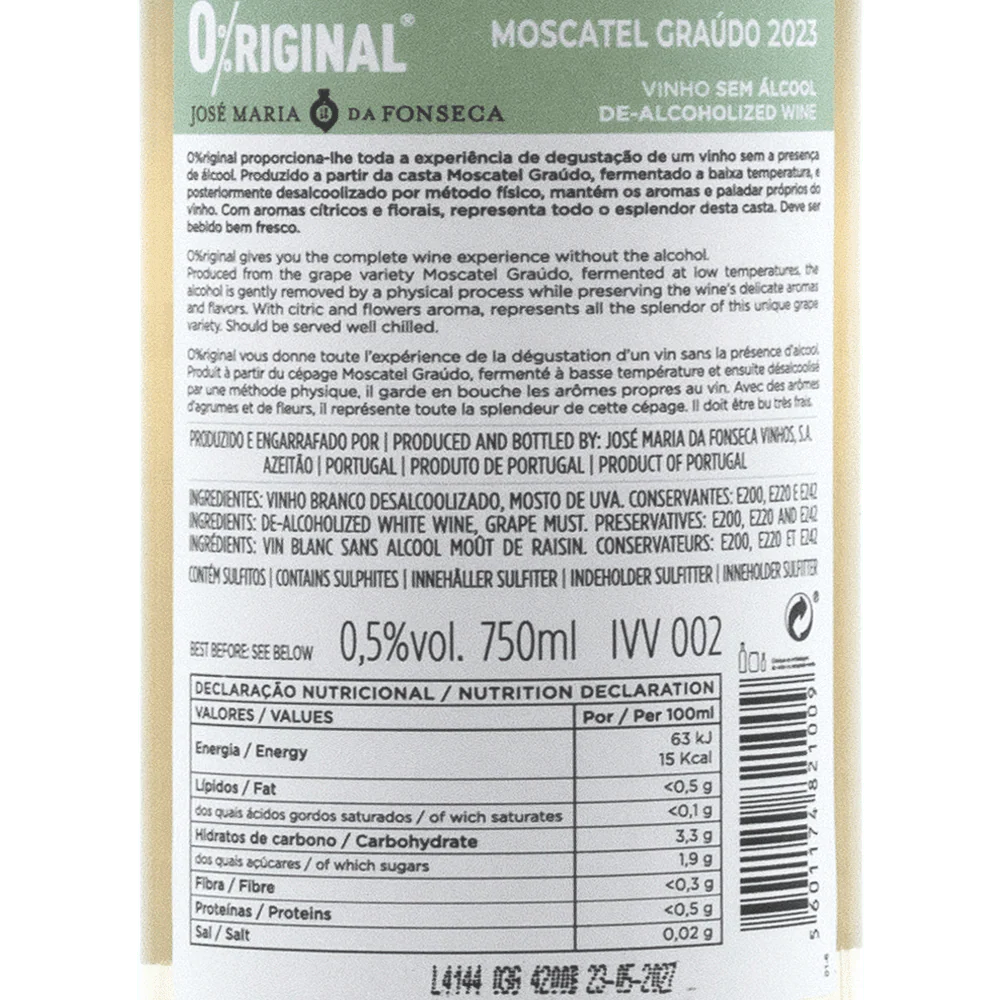 0%RIGINAL®
MOSCATEL GRAÚDO 2023
JOSÉ MARIA DA FONSECA
VINHO SEM ÁLCOOL
DE-ALCOHOLIZED WINE
0%riginal proporciona-lhe toda a experiência de degustação de um vinho sem a presença
de álcool. Produzido a partir da casta Moscatel Graúdo, fermentado a baixa temperatura, e
posteriormente desalcoolizado por método físico, mantém os aromas e paladar próprios do
vinho. Com aromas cítricos e florais, representa todo o esplendor desta casta. Deve ser
bebido bem fresco.
0%riginal gives you the complete wine experience without the alcohol.
Produced from the grape variety Moscatel Graúdo, fermented at low temperatures, the
alcohol is gently removed by a physical process while preserving the wine's delicate aromas
and flavors. With citric and flowers aroma, represents all the splendor of this unique grape
variety. Should be served well chilled.
0%riginal vous donne toute l'expérience de la dégustation d'un vin sans la présence d'alcool.
Produit à partir du cépage Moscatel Graúdo, fermenté à basse température et ensuite désalcoolisé
par une méthode physique, il garde en bouche les arômes propres au vin. Avec des arômes
d'agrumes et de fleurs, il représente toute la splendeur de cette cépage. Il doit être bu très frais.
PRODUZIDO E ENGARRAFADO POR | PRODUCED AND BOTTLED BY: JOSÉ MARIA DA FONSECA VINHOS, S.A.
AZEITÃO | PORTUGAL | PRODUTO DE PORTUGAL | PRODUCT OF PORTUGAL
INGREDIENTES: VINHO BRANCO DESALCOOLIZADO, MOSTO DE UVA. CONSERVANTES: E200, E220 E E242
INGREDIENTS: DE-ALCOHOLIZED WHITE WINE, GRAPE MUST. PRESERVATIVES: E200, E220 AND E242
INGRÉDIENTS: VIN BLANC SANS ALCOOL MOÛT DE RAISIN. CONSERVATEURS: E200, E220 ET E242
CONTÉM SULFITOS | CONTAINS SULPHITES | INNEHÅLLER SULFITER | INDEHOLDER SULFITTER | INNEHOLDER SULFITTER
BEST BEFORE: SEE BELOW 0,5%vol. 750ml IVV 002
DECLARAÇÃO NUTRICIONAL / NUTRITION DECLARATION
VALORES / VALUES Por / Per 100ml
Energia / Energy 63 kJ
15 Kcal
Lípidos / Fat <0,5 g
dos quais ácidos gordos saturados / of wich saturates <0,1 g
Hidratos de carbono / Carbohydrate 3,3 g
dos quais açúcares / of which sugars 1,9 g
Fibra / Fibre <0,3 g
Proteínas / Proteins <0,5 g
Sal / Salt 0,02 g
5601174821009
01-6
L4144 036 42008 23-05-2027